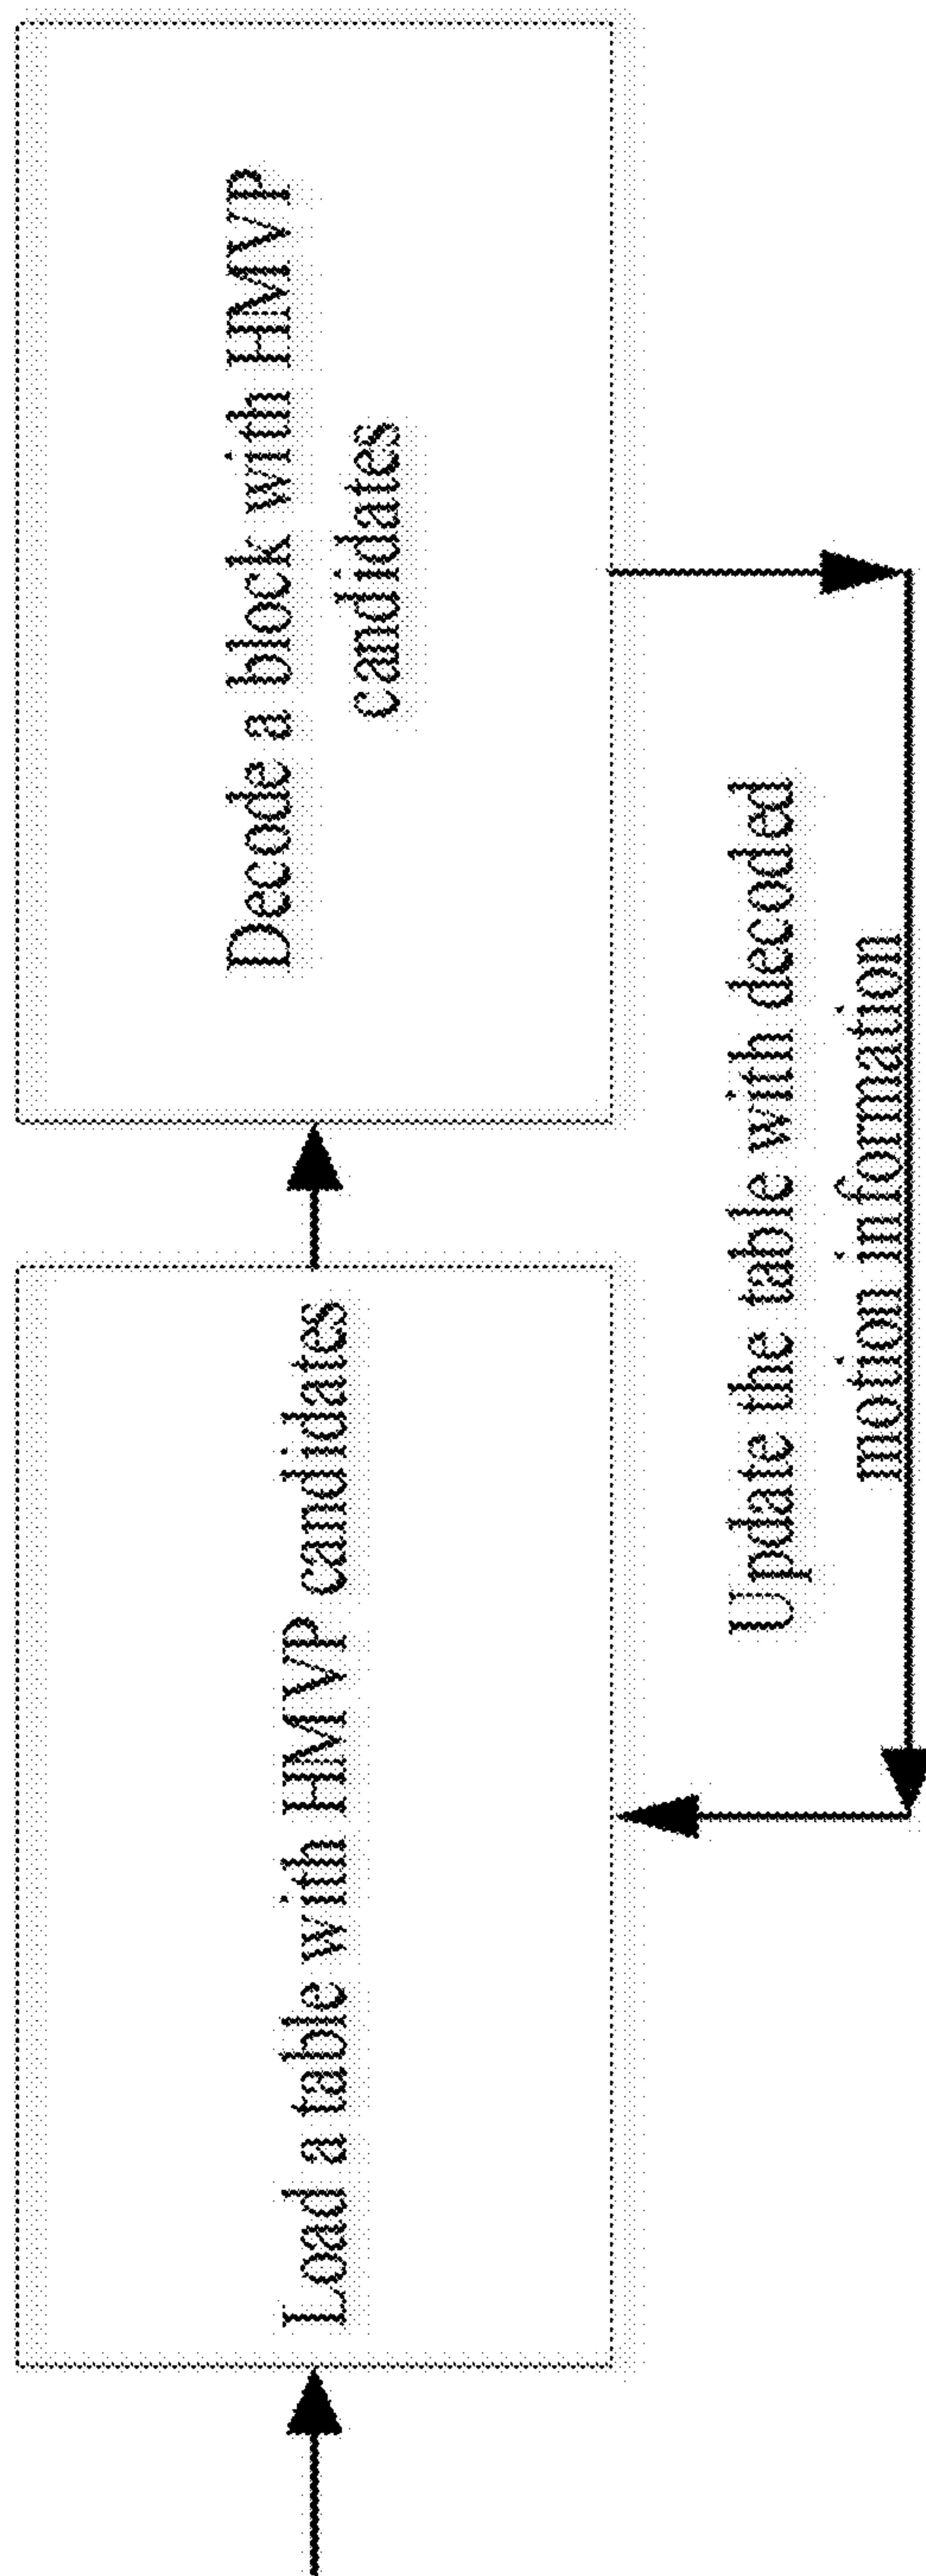 Load a table with HMVP candidates
Decode a block with HMVP
candidates
Update the table with decoded
motion information